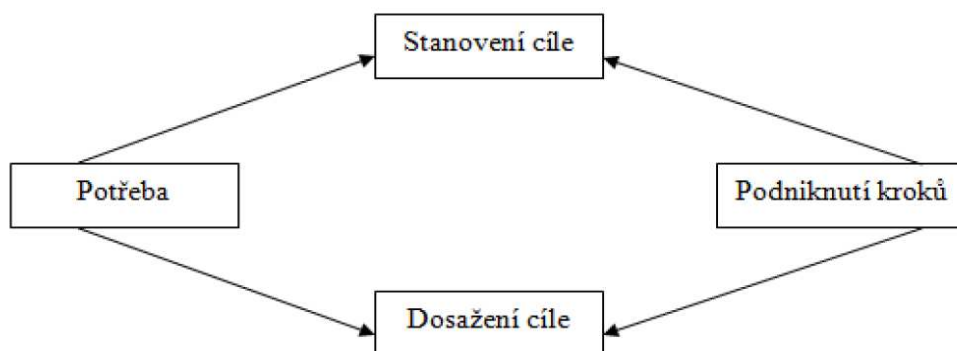 Stanovení cíle
Potřeba
Podniknutí kroků
Dosažení cíle